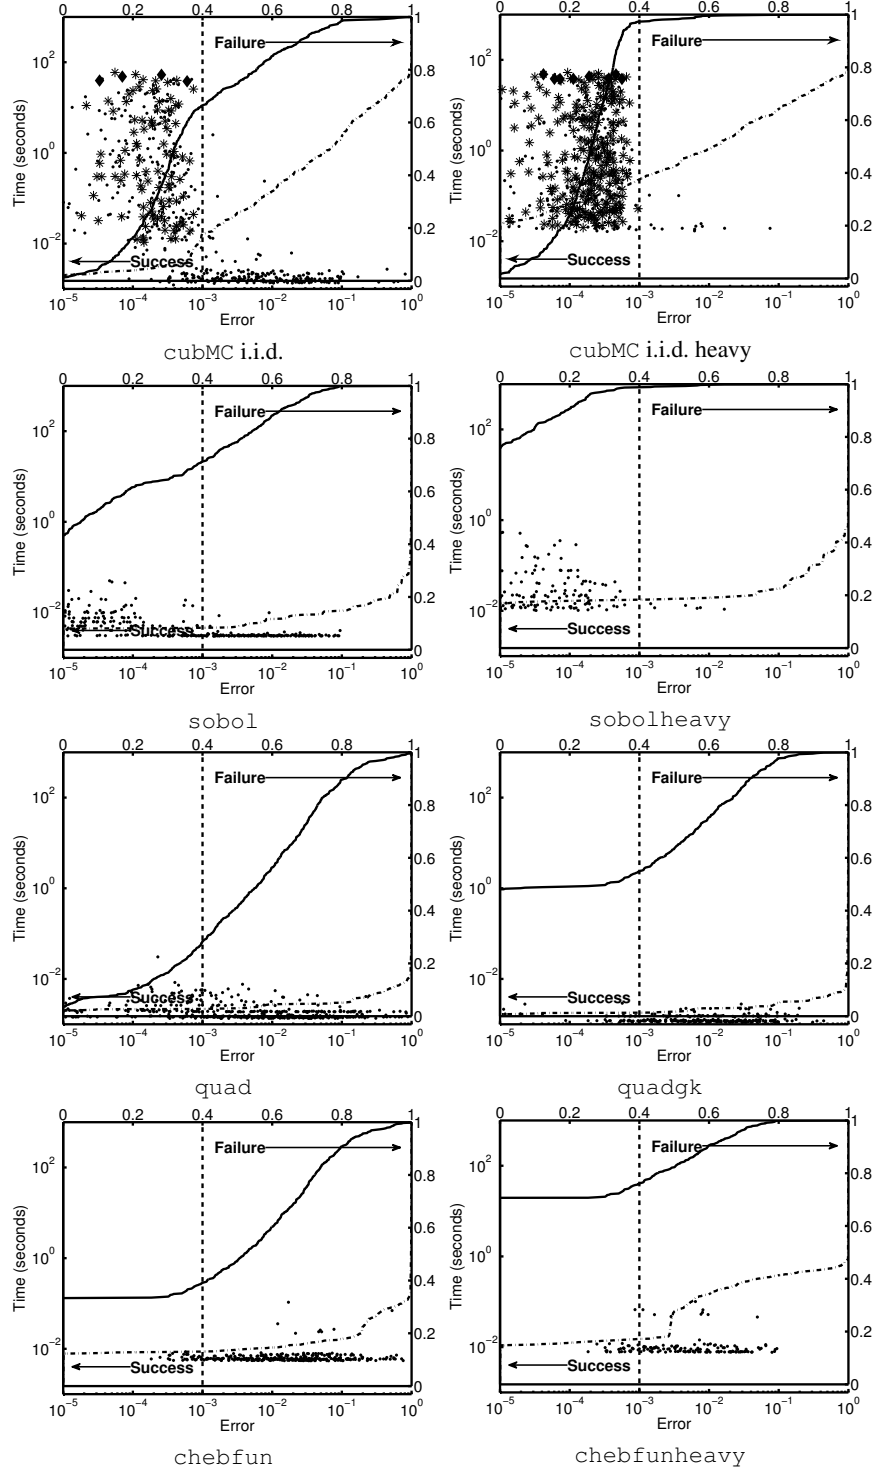 0 0.2 0.4 0.6 0.8 1
0 0.2 0.4 0.6 0.8 1
Failure
Failure
Time (seconds)
Time (seconds)
10^2
10^0
10^-2
10^2
10^0
10^-2
1
0.8
0.6
0.4
0.2
0
1
0.8
0.6
0.4
0.2
0
Success
Success
10^-5 10^-4 10^-3 10^-2 10^-1 10^0
10^-5 10^-4 10^-3 10^-2 10^-1 10^0
Error
Error
cubMC i.i.d.
cubMC i.i.d. heavy
0 0.2 0.4 0.6 0.8 1
0 0.2 0.4 0.6 0.8 1
Failure
Failure
Time (seconds)
Time (seconds)
10^2
10^0
10^-2
10^2
10^0
10^-2
1
0.8
0.6
0.4
0.2
0
1
0.8
0.6
0.4
0.2
0
Success
Success
10^-5 10^-4 10^-3 10^-2 10^-1 10^0
10^-5 10^-4 10^-3 10^-2 10^-1 10^0
Error
Error
sobol
sobolheavy
0 0.2 0.4 0.6 0.8 1
0 0.2 0.4 0.6 0.8 1
Failure
Failure
Time (seconds)
Time (seconds)
10^2
10^0
10^-2
10^2
10^0
10^-2
1
0.8
0.6
0.4
0.2
0
1
0.8
0.6
0.4
0.2
0
Success
Success
10^-5 10^-4 10^-3 10^-2 10^-1 10^0
10^-5 10^-4 10^-3 10^-2 10^-1 10^0
Error
Error
quad
quadgk
0 0.2 0.4 0.6 0.8 1
0 0.2 0.4 0.6 0.8 1
Failure
Failure
Time (seconds)
Time (seconds)
10^2
10^0
10^-2
10^2
10^0
10^-2
1
0.8
0.6
0.4
0.2
0
1
0.8
0.6
0.4
0.2
0
Success
Success
10^-5 10^-4 10^-3 10^-2 10^-1 10^0
10^-5 10^-4 10^-3 10^-2 10^-1 10^0
Error
Error
chebfun
chebfunheavy